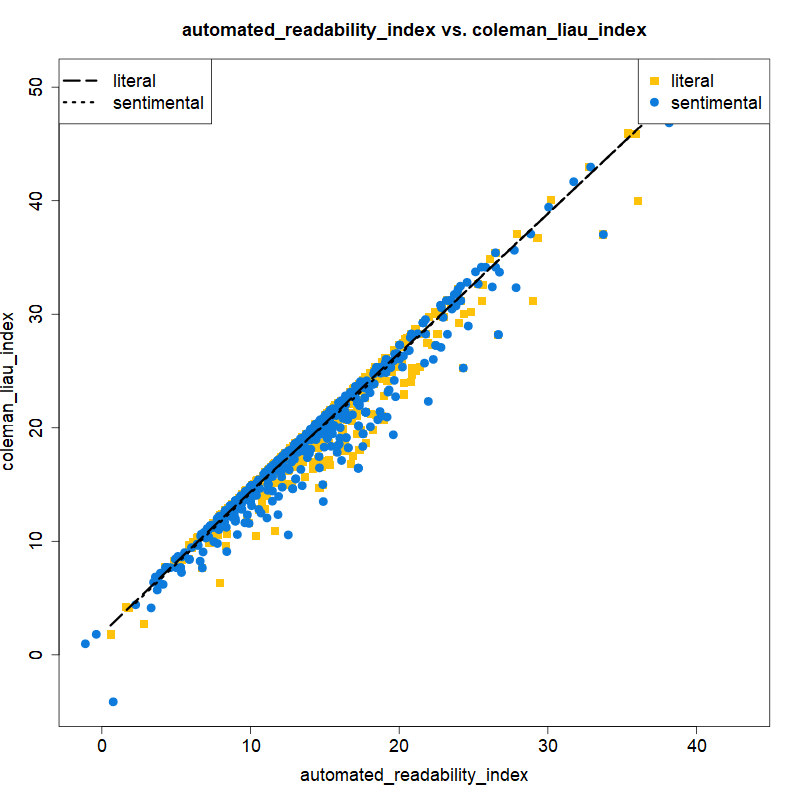 automated_readability_index vs. coleman_liau_index
literal
sentimental
literal
sentimental
50
40
30
20
10
0
coleman_liau_index
0
10
20
30
40
automated_readability_index